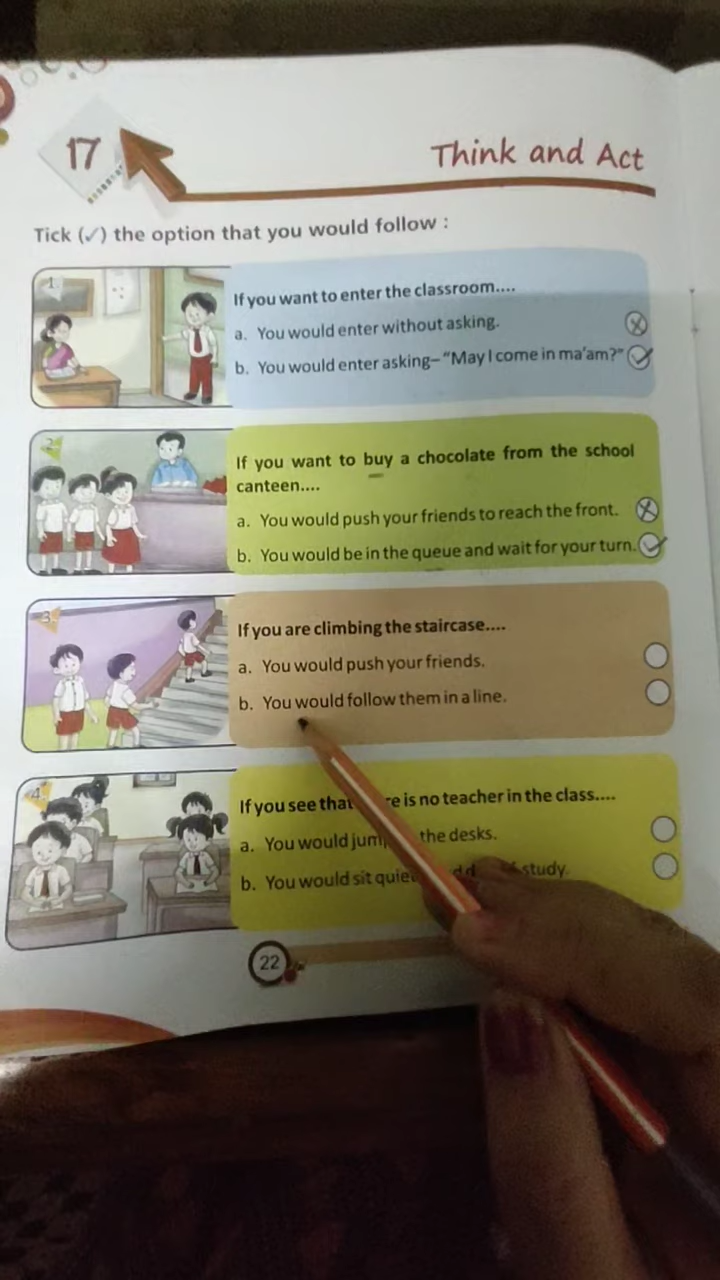 17
Think and Act
Tick (✓) the option that you would follow :
1.
If you want to enter the classroom....
a. You would enter without asking.
b. You would enter asking– “May I come in ma'am?”
2.
If you want to buy a chocolate from the school
canteen....
a. You would push your friends to reach the front.
b. You would be in the queue and wait for your turn.
3.
If you are climbing the staircase....
a. You would push your friends.
b. You would follow them in a line.
4.
If you see that is no teacher in the class....
a. You would the desks.
b. You would sit study.
22